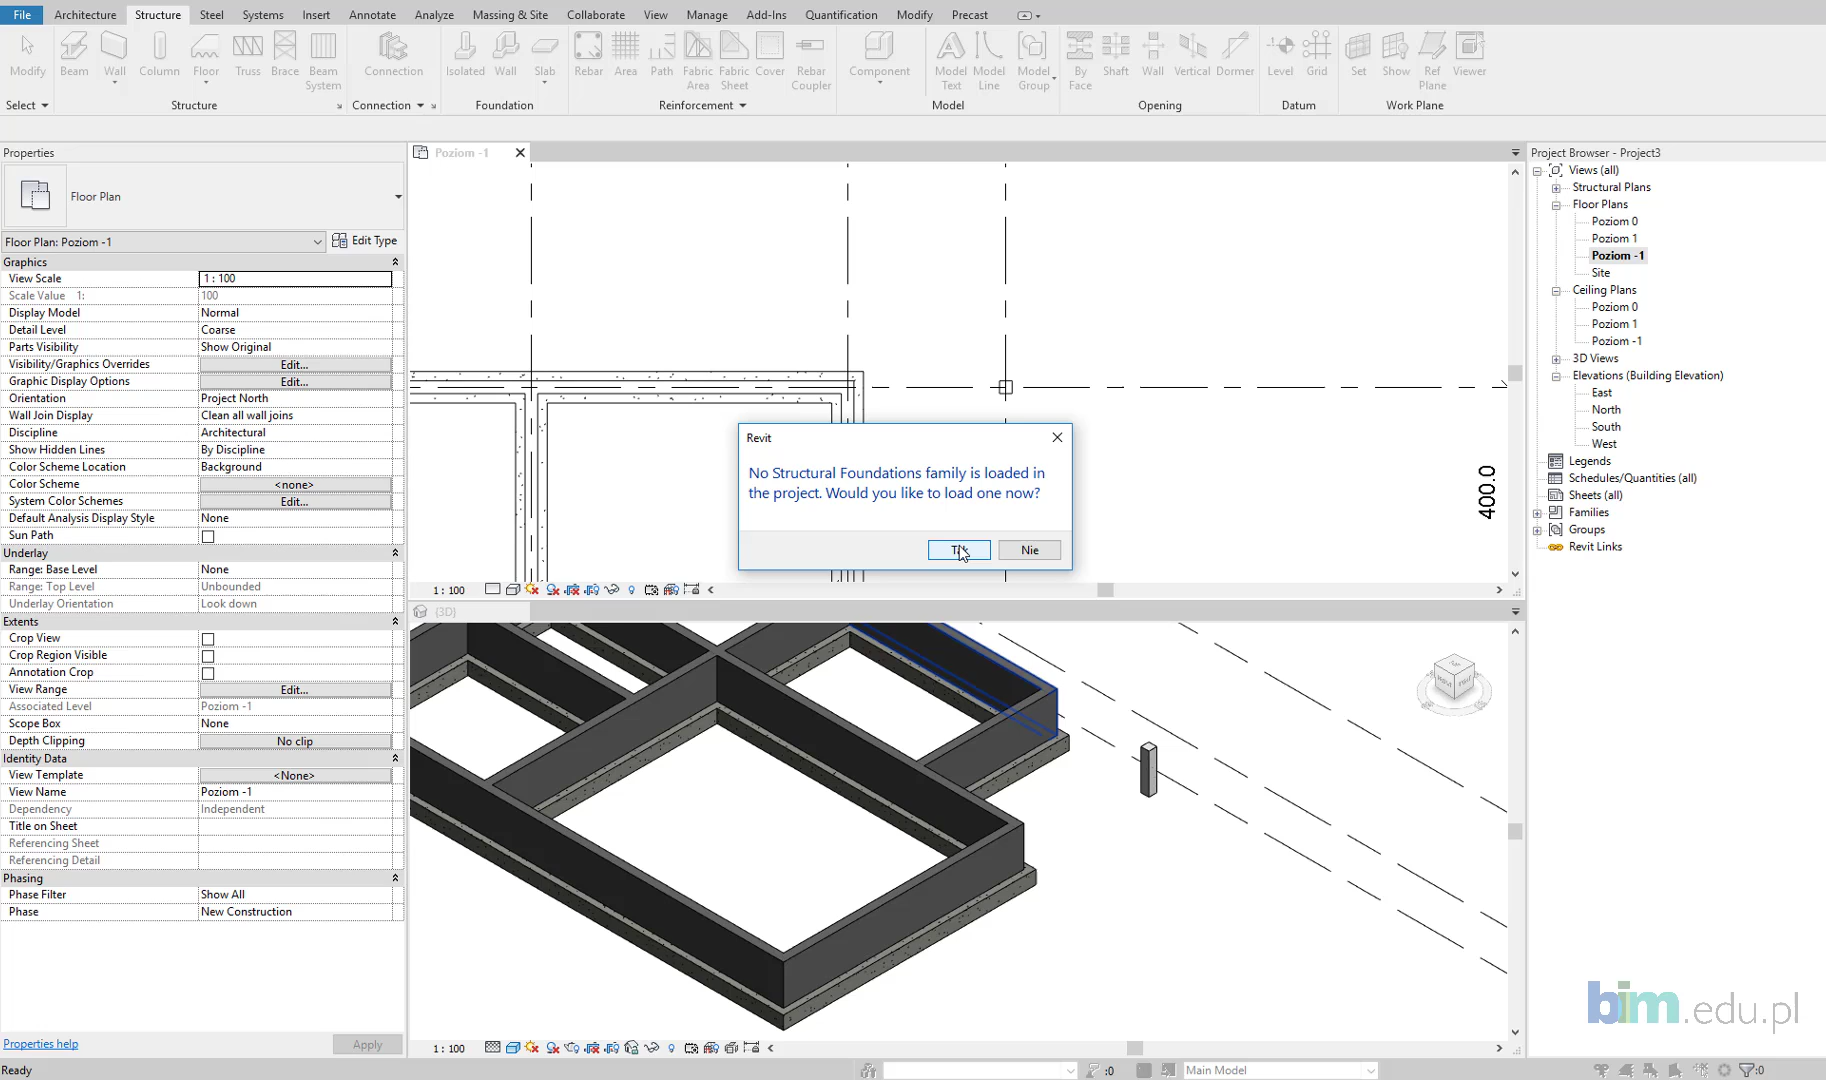 File Architecture Structure Steel Systems Insert Annotate Analyze Massing & Site Collaborate View Manage Add-Ins Quantification Modify Precast
Modify Beam Wall Column Floor Truss Brace Beam System Connection Isolated Wall Slab Rebar Area Path Fabric Area Fabric Sheet Cover Rebar Coupler Component Model Text Model Line Model Group By Face Shaft Wall Vertical Dormer Level Grid Set Show Ref Plane Viewer
Select Structure Connection Foundation Reinforcement Model Opening Datum Work Plane
Properties
Floor Plan
Floor Plan: Poziom -1 Edit Type
Graphics
View Scale 1 : 100
Scale Value 1: 100
Display Model Normal
Detail Level Coarse
Parts Visibility Show Original
Visibility/Graphics Overrides Edit...
Graphic Display Options Edit...
Orientation Project North
Wall Join Display Clean all wall joins
Discipline Architectural
Show Hidden Lines By Discipline
Color Scheme Location Background
Color Scheme <none>
System Color Schemes Edit...
Default Analysis Display Style None
Sun Path
Underlay
Range: Base Level None
Range: Top Level Unbounded
Underlay Orientation Look down
Extents
Crop View
Crop Region Visible
Annotation Crop
View Range Edit...
Associated Level Poziom -1
Scope Box None
Depth Clipping No clip
Identity Data
View Template <None>
View Name Poziom -1
Dependency Independent
Title on Sheet
Referencing Sheet
Referencing Detail
Phasing
Phase Filter Show All
Phase New Construction
Properties help Apply
Ready
Poziom -1
400.0
Revit
No Structural Foundations family is loaded in
the project. Would you like to load one now?
Nie
1 : 100
{3D}
1 : 100
:0 Main Model :0
Project Browser - Project3
Views (all)
Structural Plans
Floor Plans
Poziom 0
Poziom 1
Poziom -1
Site
Ceiling Plans
Poziom 0
Poziom 1
Poziom -1
3D Views
Elevations (Building Elevation)
East
North
South
West
Legends
Schedules/Quantities (all)
Sheets (all)
Families
Groups
Revit Links
bim.edu.pl